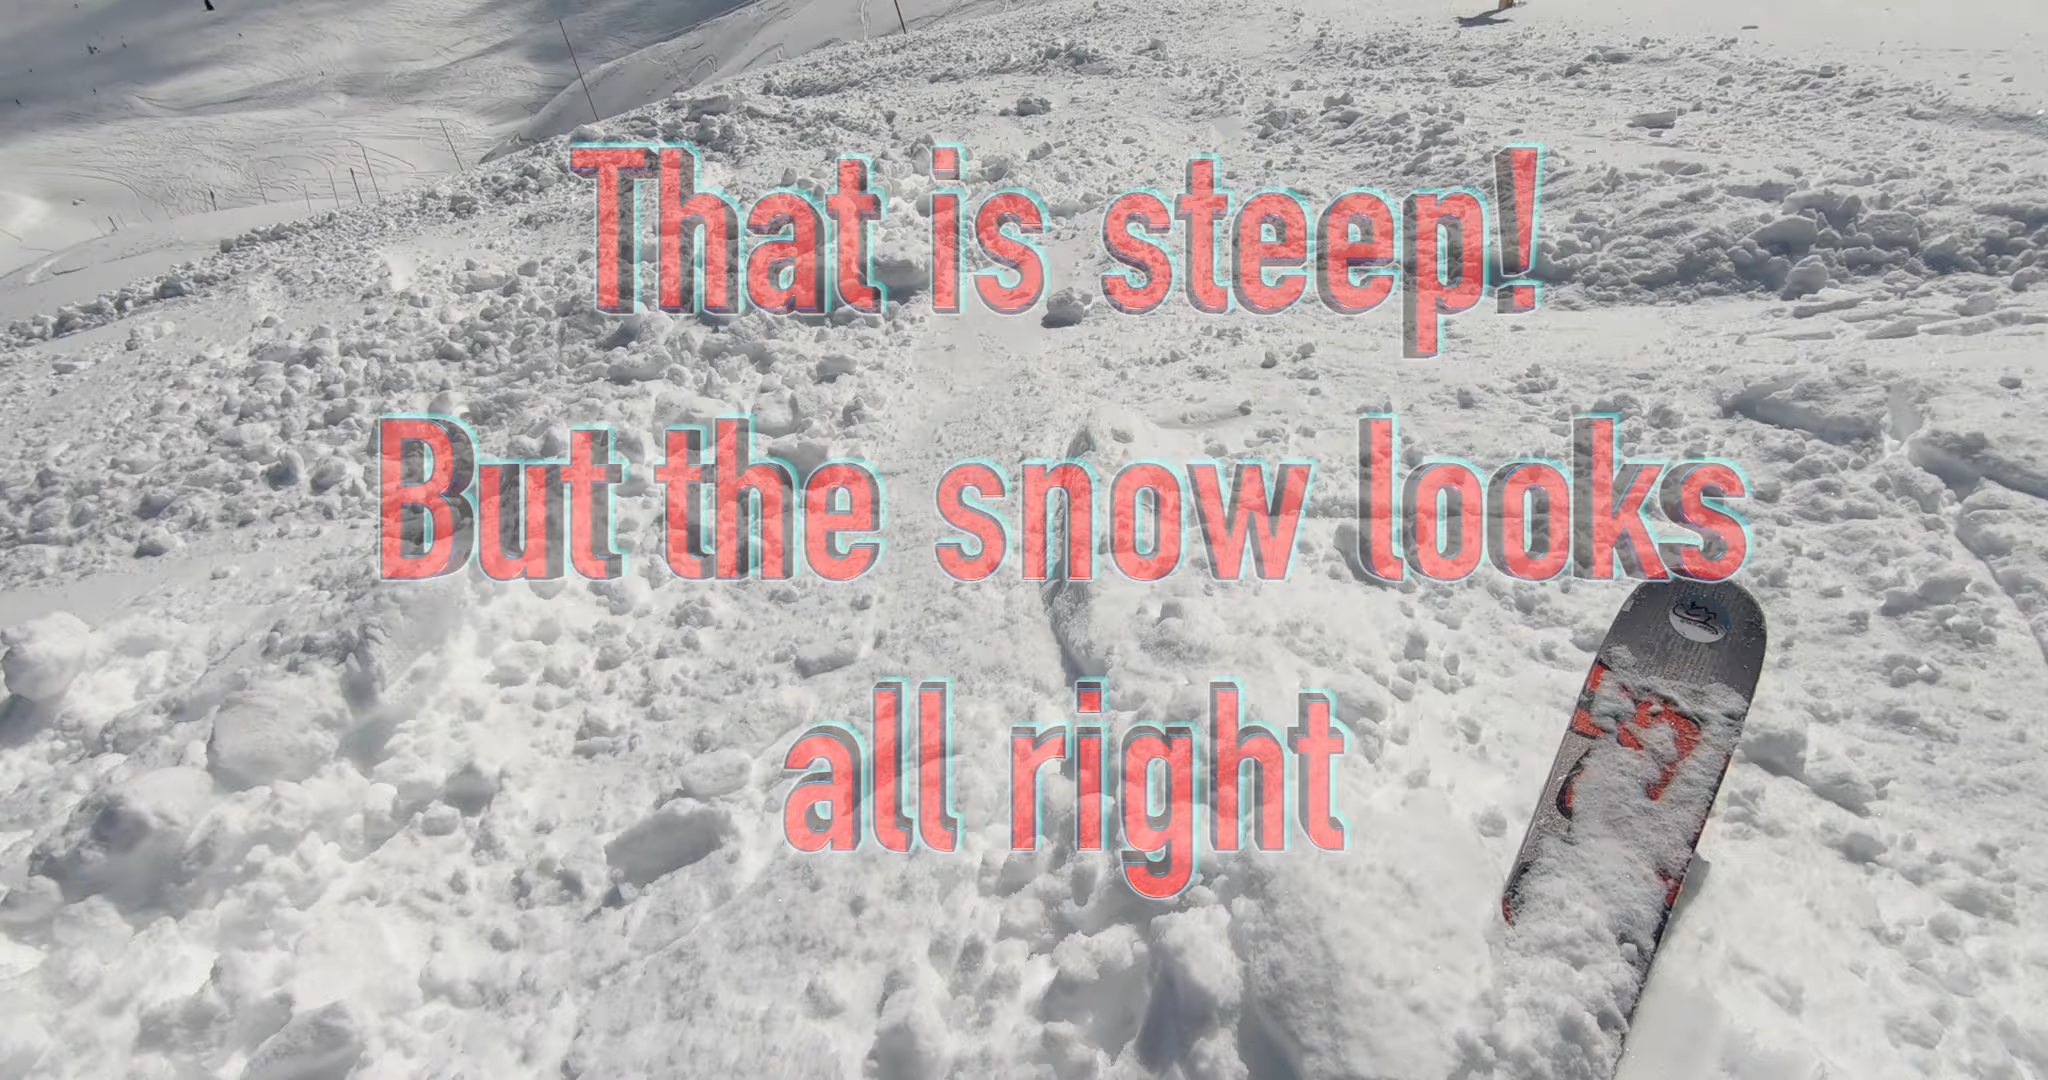 That is steep!
But the snow looks
all right